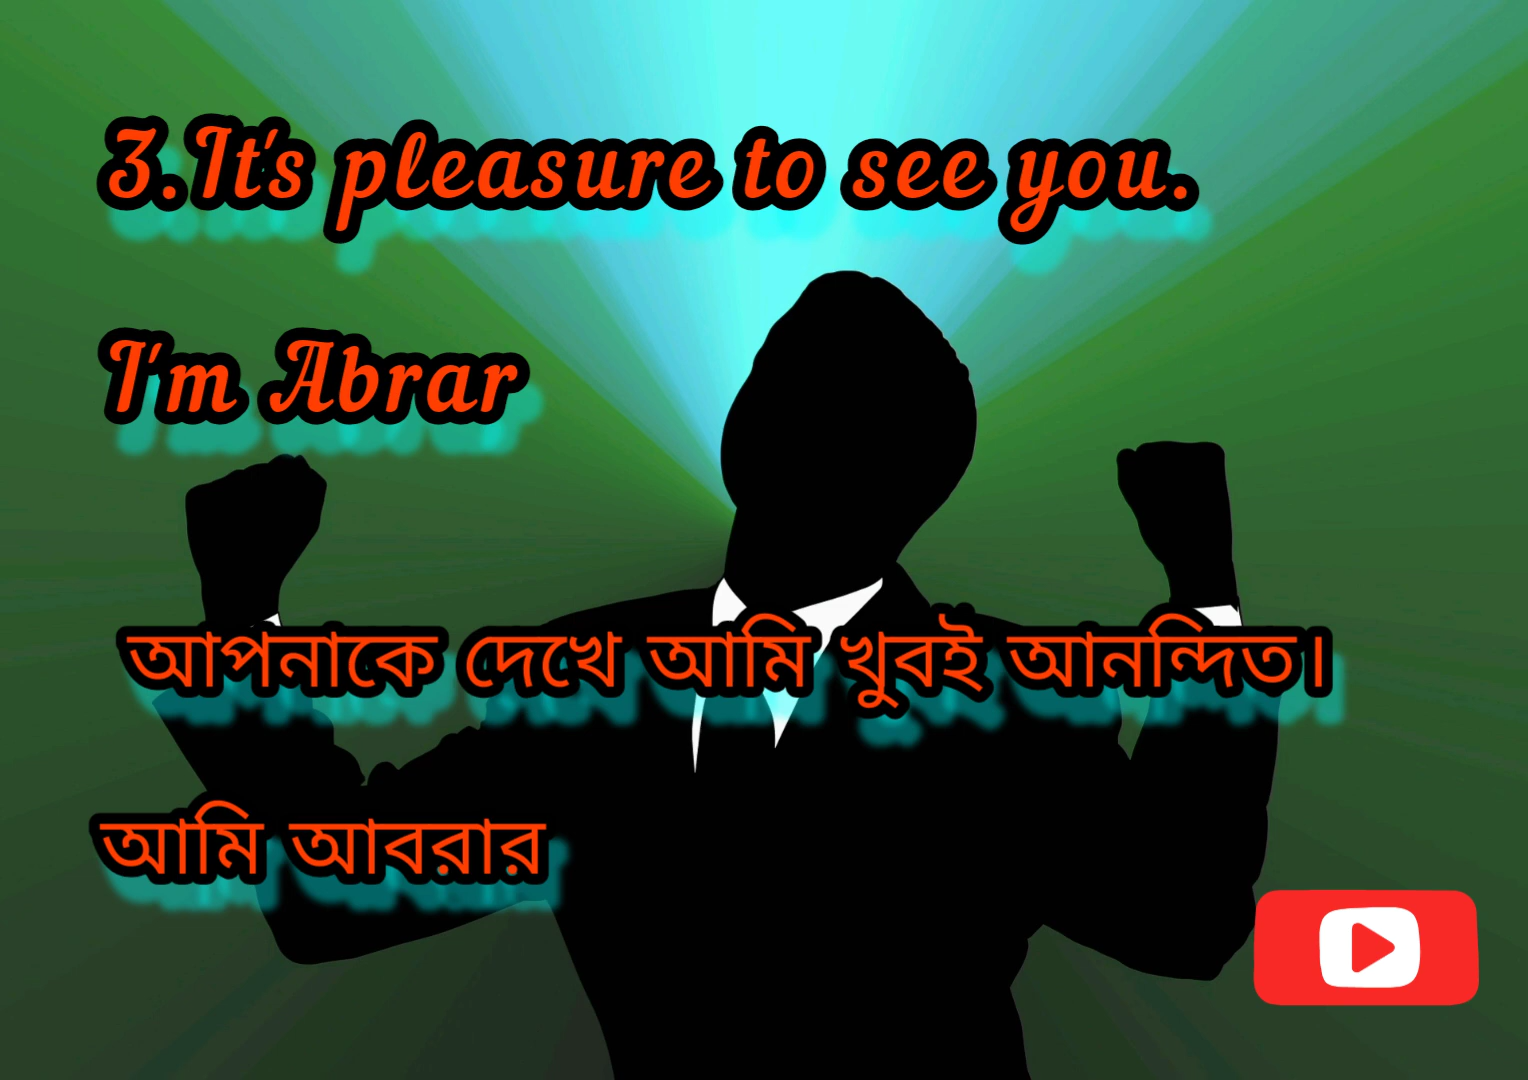 3.It's pleasure to see you.
I'm Abrar
আপনাকে দেখে আমি খুবই আনন্দিত।
আমি আবরার